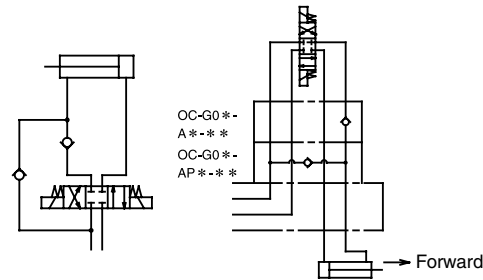 OC-G0＊-
A＊-＊＊
OC-G0＊-
AP＊-＊＊
Forward